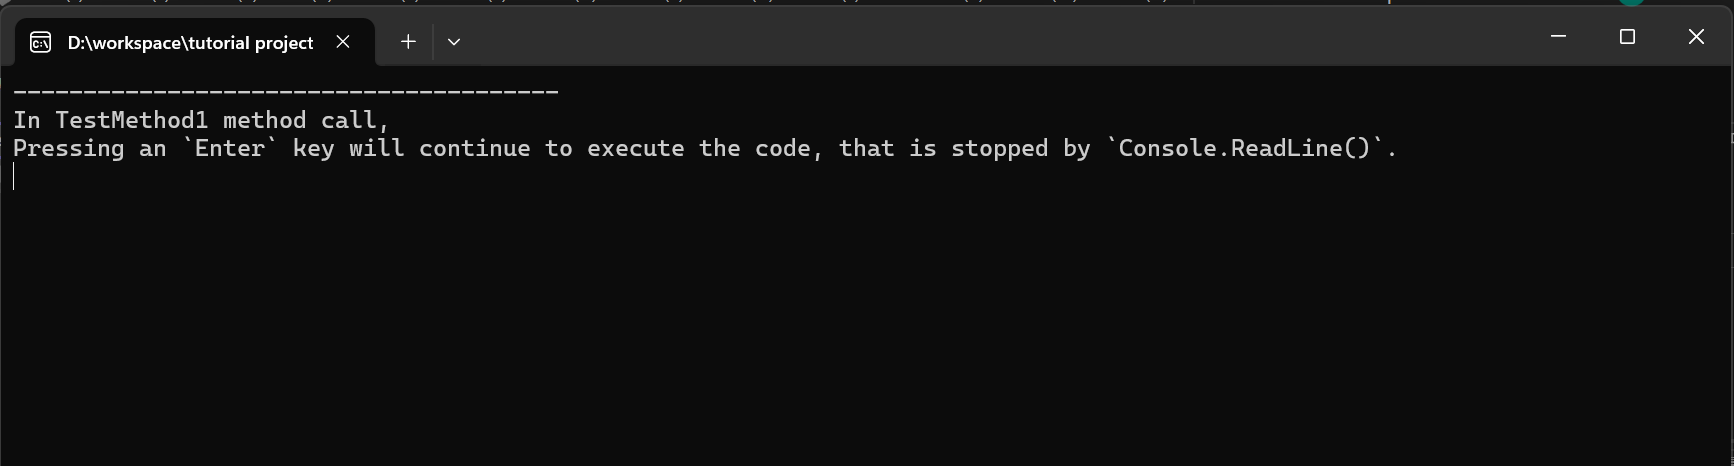 D:\workspace\tutorial project
---------------------------------------
In TestMethod1 method call,
Pressing an `Enter` key will continue to execute the code, that is stopped by `Console.ReadLine()`.